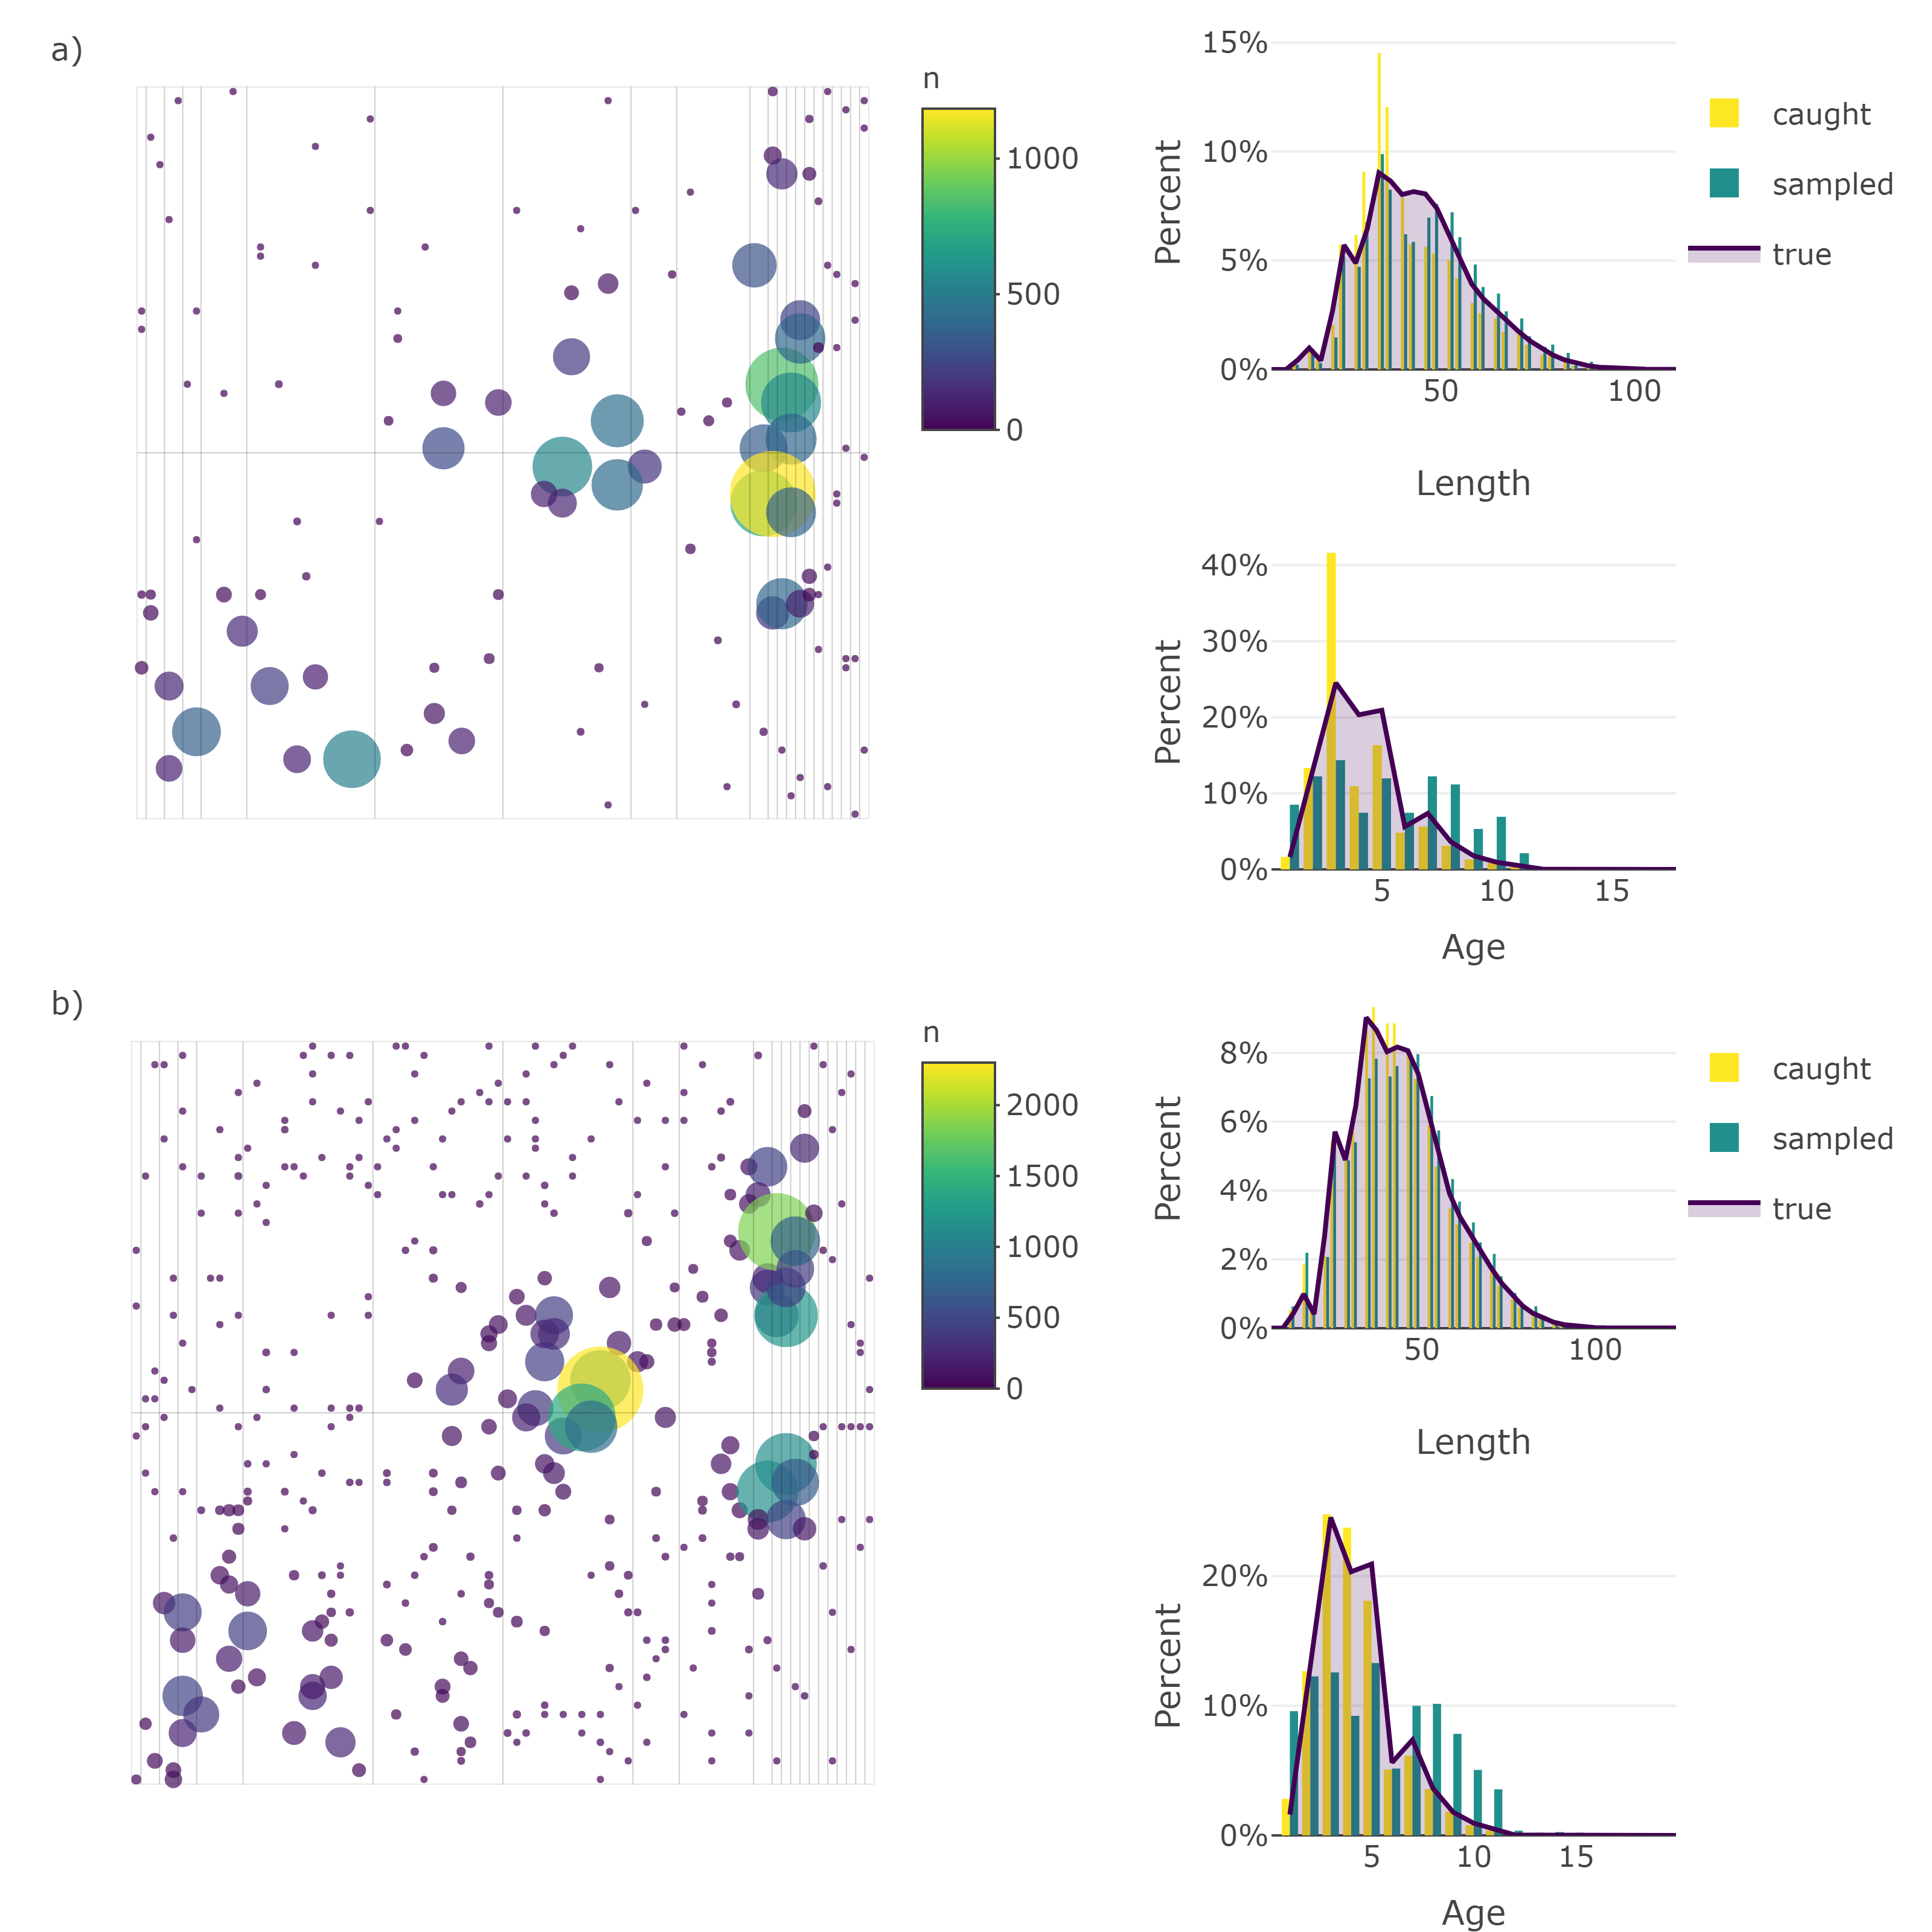 a)
n
1000
500
0
15%
10%
5%
0%
Percent
50 100
Length
caught
sampled
true
40%
30%
20%
10%
0%
Percent
5 10 15
Age
b)
n
2000
1500
1000
500
0
8%
6%
4%
2%
0%
Percent
50 100
Length
caught
sampled
true
20%
10%
0%
Percent
5 10 15
Age